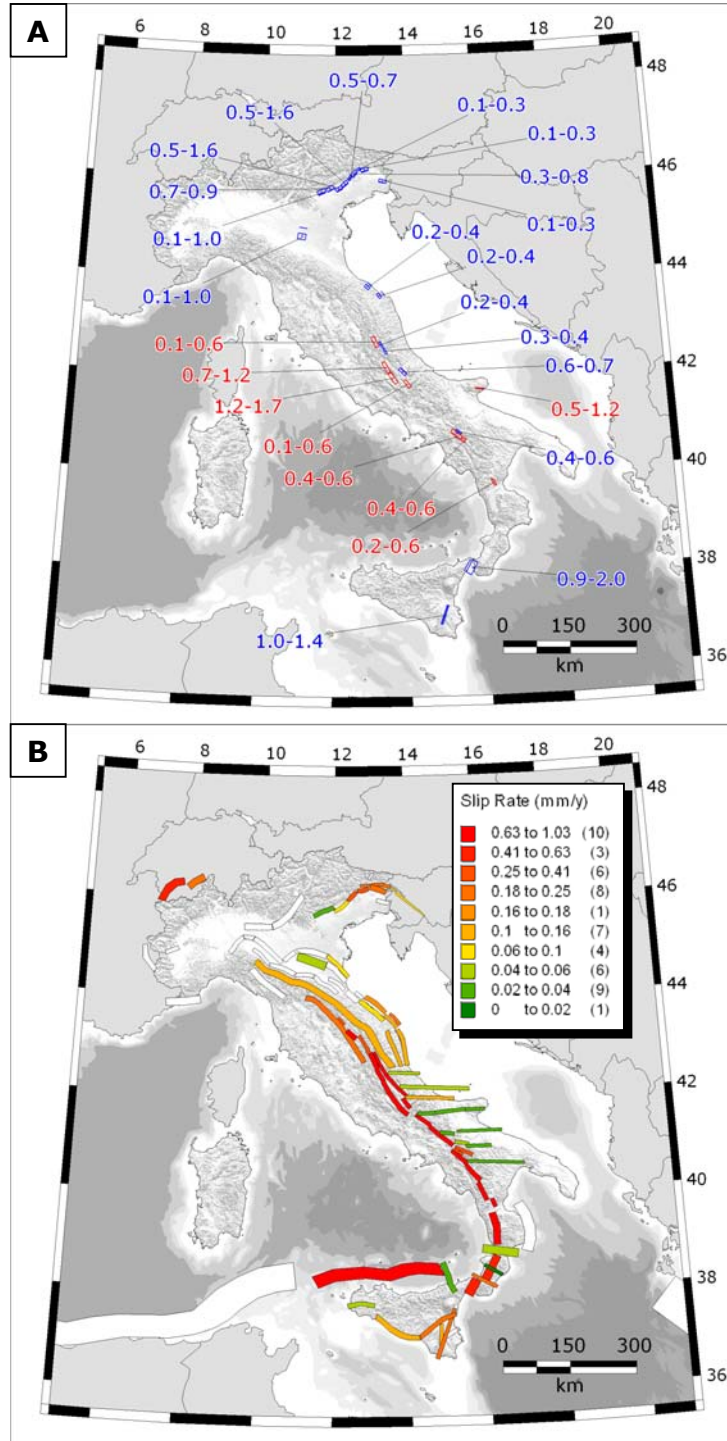 A
6 8 10 12 14 16 18 20
48
0.5-0.7
0.5-1.6
0.1-0.3
0.1-0.3
0.5-1.6
46
0.7-0.9
0.3-0.8
0.1-1.0
0.2-0.4
0.1-0.3
0.2-0.4
44
0.1-1.0
0.2-0.4
0.1-0.6
0.3-0.4
0.7-1.2
0.6-0.7
42
1.2-1.7
0.5-1.2
0.1-0.6
0.4-0.6
0.4-0.6
40
0.4-0.6
0.2-0.6
38
0.9-2.0
1.0-1.4
0 150 300
km
36
B
6 8 10 12 14 16 18 20
48
Slip Rate (mm/y)
0.63 to 1.03 (10)
0.41 to 0.63 (3)
0.25 to 0.41 (6)
0.18 to 0.25 (8)
0.16 to 0.18 (1)
0.1 to 0.16 (7)
0.06 to 0.1 (4)
0.04 to 0.06 (6)
0.02 to 0.04 (9)
0 to 0.02 (1)
46
44
42
40
38
0 150 300
km
36